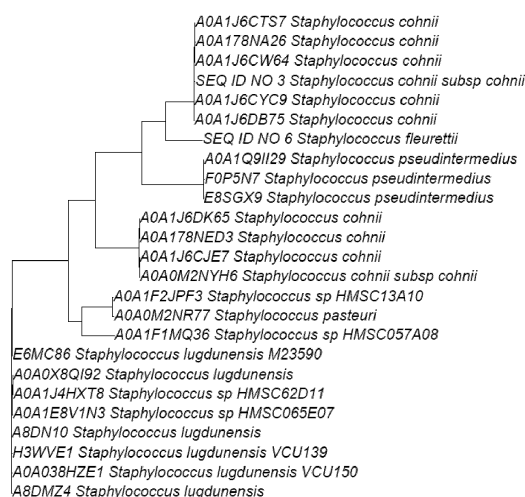 A0A1J6CTS7 Staphylococcus cohnii
A0A178NA26 Staphylococcus cohnii
A0A1J6CW64 Staphylococcus cohnii
SEQ ID NO 3 Staphylococcus cohnii subsp cohnii
A0A1J6CYC9 Staphylococcus cohnii
A0A1J6DB75 Staphylococcus cohnii
SEQ ID NO 6 Staphylococcus fleurettii
A0A1Q9II29 Staphylococcus pseudintermedius
F0P5N7 Staphylococcus pseudintermedius
E8SGX9 Staphylococcus pseudintermedius
A0A1J6DK65 Staphylococcus cohnii
A0A178NED3 Staphylococcus cohnii
A0A1J6CJE7 Staphylococcus cohnii
A0A0M2NYH6 Staphylococcus cohnii subsp cohnii
A0A1F2JPF3 Staphylococcus sp HMSC13A10
A0A0M2NR77 Staphylococcus pasteuri
A0A1F1MQ36 Staphylococcus sp HMSC057A08
E6MC86 Staphylococcus lugdunensis M23590
A0A0X8QI92 Staphylococcus lugdunensis
A0A1J4HXT8 Staphylococcus sp HMSC62D11
A0A1E8V1N3 Staphylococcus sp HMSC065E07
A8DN10 Staphylococcus lugdunensis
H3WVE1 Staphylococcus lugdunensis VCU139
A0A038HZE1 Staphylococcus lugdunensis VCU150
A8DMZ4 Staphylococcus lugdunensis